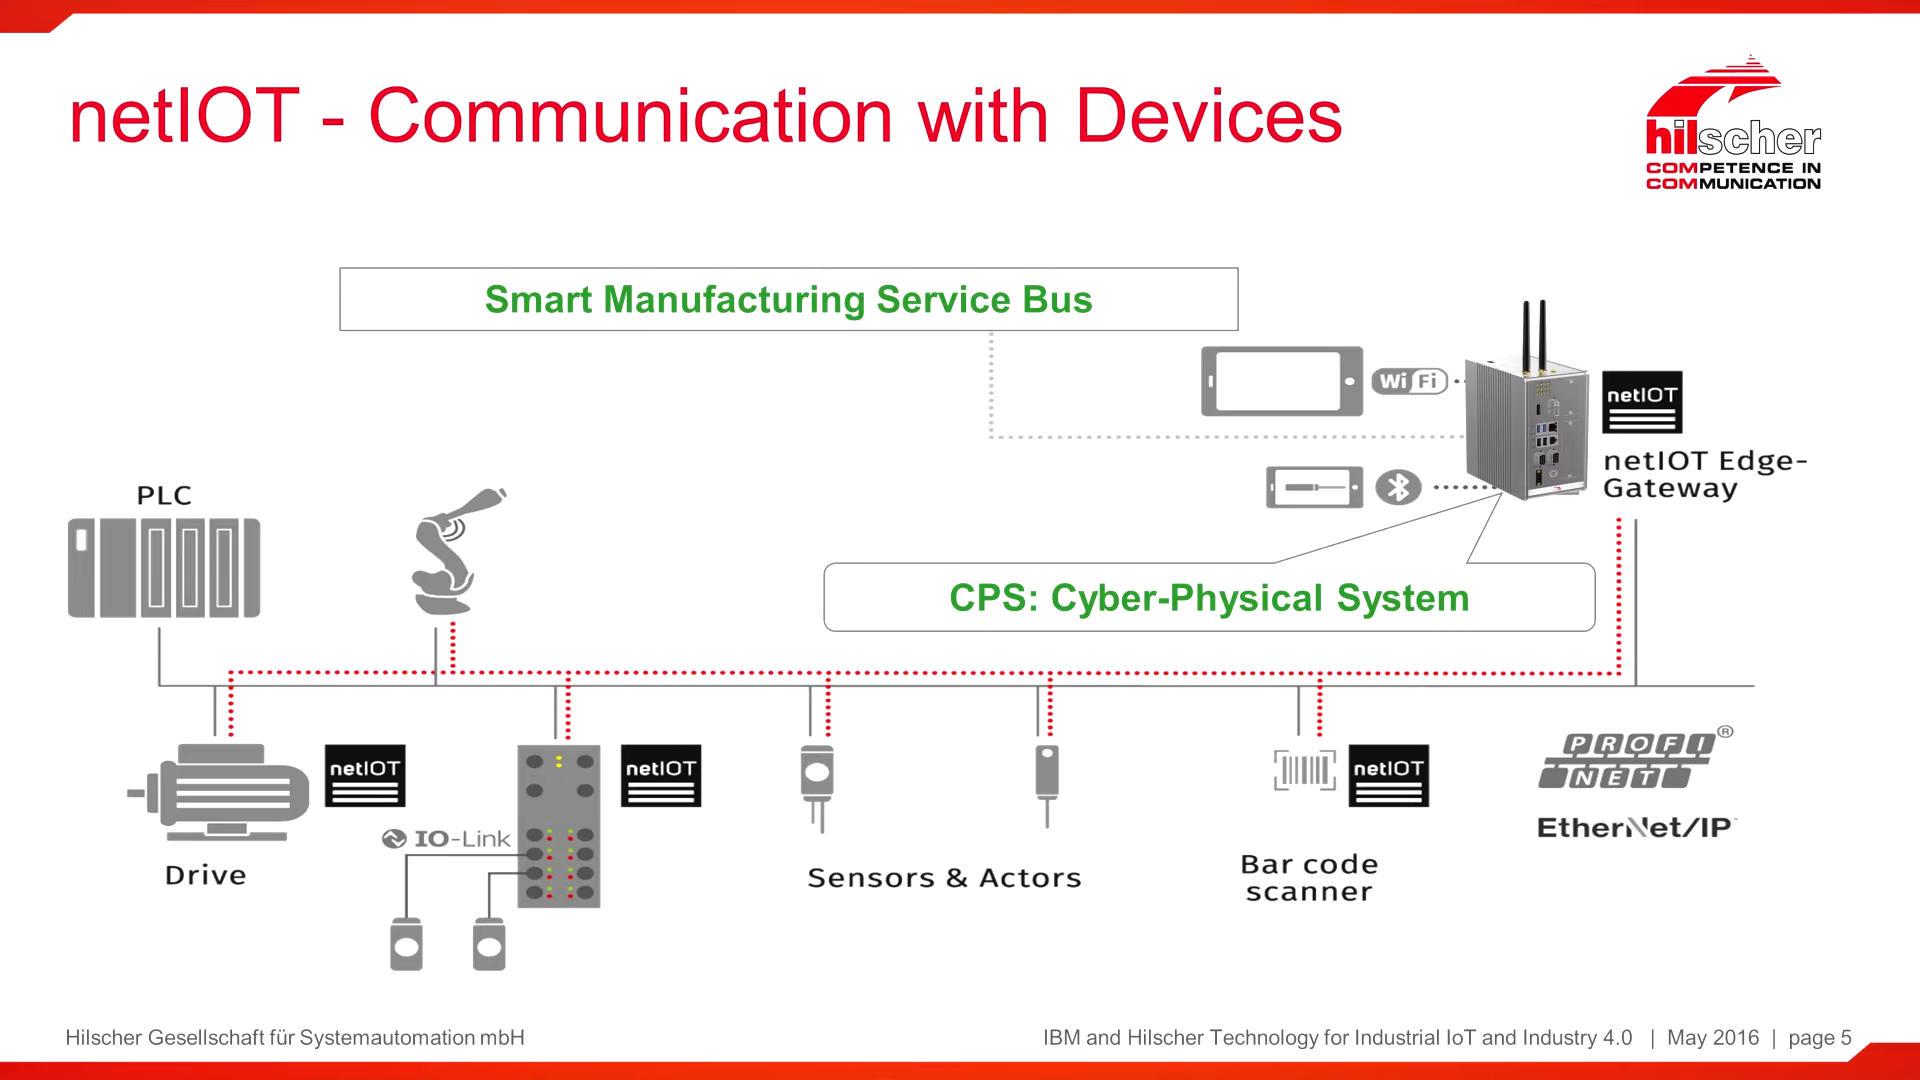 netIOT - Communication with Devices
hilscher
COMPETENCE IN
COMMUNICATION
Smart Manufacturing Service Bus
WiFi
netIOT
netIOT Edge-
Gateway
PLC
CPS: Cyber-Physical System
netIOT
netIOT
netIOT
PROFI®
NET
EtherNet/IP
IO-Link
Drive
Sensors & Actors
Bar code
scanner
Hilscher Gesellschaft für Systemautomation mbH
IBM and Hilscher Technology for Industrial IoT and Industry 4.0 | May 2016 | page 5